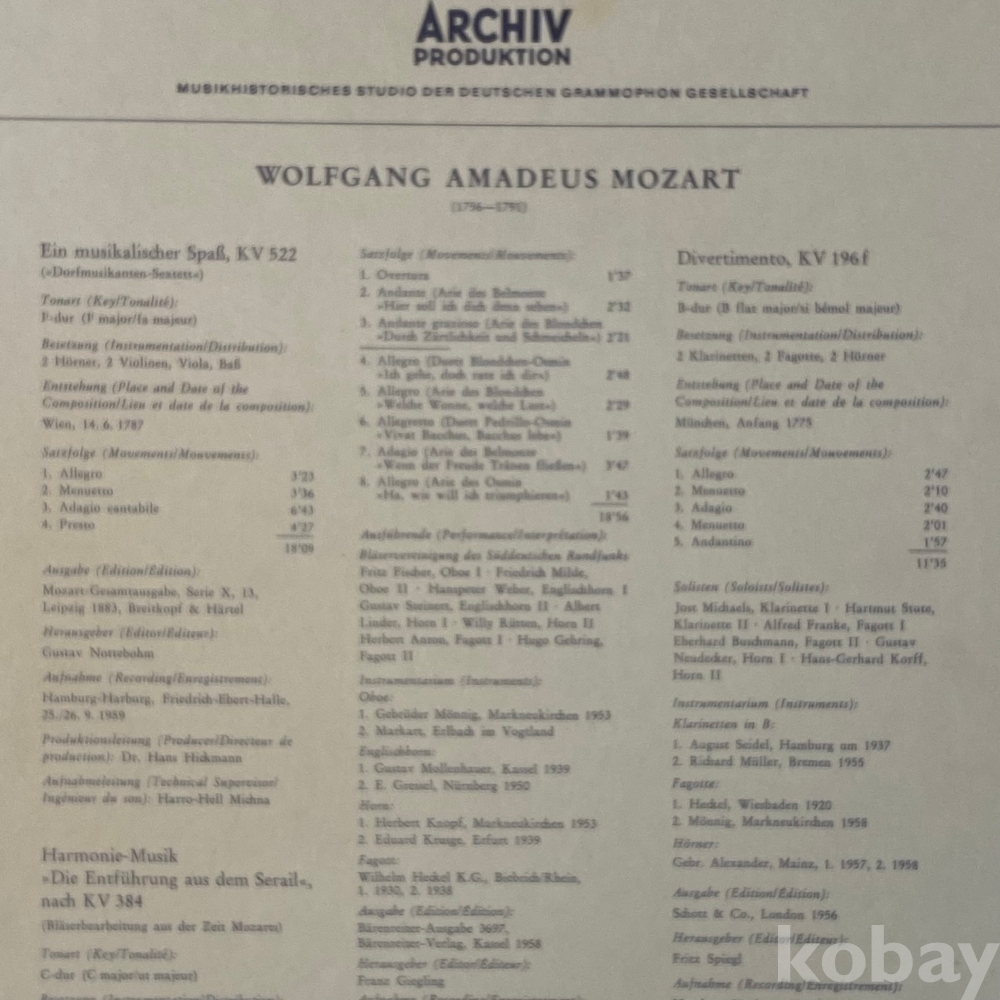 ARCHIV
PRODUKTION
MUSIKHISTORISCHES STUDIO DER DEUTSCHEN GRAMMOPHON GESELLSCHAFT
WOLFGANG AMADEUS MOZART
(1756—1791)
Ein musikalischer Spaß, KV 522
(»Dorfmusikanten-Sextett«)
Tonart (Key/Tonalité):
F-dur (F major/fa majeur)
Besetzung (Instrumentation/Distribution):
2 Hörner, 2 Violinen, Viola, Baß
Entstehung (Place and Date of the
Composition/Lieu et date de la composition):
Wien, 14. 6. 1787
Satzfolge (Movements/Mouvements):
1. Allegro 3'23
2. Menuetto 3'36
3. Adagio cantabile 6'43
4. Presto 4'27
18'09
Ausgabe (Edition/Édition):
Mozart-Gesamtausgabe, Serie X, 13,
Leipzig 1883, Breitkopf & Härtel
Herausgeber (Editor/Éditeur):
Gustav Nottebohm
Aufnahme (Recording/Enregistrement):
Hamburg-Harburg, Friedrich-Ebert-Halle,
25./26. 9. 1959
Produktionsleitung (Producer/Directeur de
production): Dr. Hans Hickmann
Aufnahmeleitung (Technical Supervisor/
Ingénieur du son): Harro-Holl Michna
Harmonie-Musik
»Die Entführung aus dem Serail«,
nach KV 384
(Bläserbearbeitung aus der Zeit Mozarts)
Tonart (Key/Tonalité):
C-dur (C major/ut majeur)
Besetzung (Instrumentation/Distribution):
Satzfolge (Movements/Mouvements):
1. Overtura 1'37
2. Andante (Arie des Belmonte
»Hier soll ich dich denn sehen«) 2'32
3. Andante grazioso (Arie des Blondchen
»Durch Zärtlichkeit und Schmeicheln«) 2'21
4. Allegro (Duett Blondchen-Osmin
»Ich gehe, doch rate ich dir«) 2'48
5. Allegro (Arie des Blondchen
»Welche Wonne, welche Lust«) 2'29
6. Allegretto (Duett Pedrillo-Osmin
»Vivat Bacchus, Bacchus lebe«) 1'39
7. Adagio (Arie des Belmonte
»Wenn der Freude Tränen fließen«) 3'47
8. Allegro (Arie des Osmin
»Ha, wie will ich triumphieren«) 1'43
18'56
Ausführende (Performance/Interprétation):
Bläservereinigung des Süddeutschen Rundfunks
Fritz Fischer, Oboe I · Friedrich Milde,
Oboe II · Hanspeter Weber, Englischhorn I
Gustav Steinert, Englischhorn II · Albert
Linder, Horn I · Willy Rütten, Horn II
Herbert Anton, Fagott I · Hugo Gehring,
Fagott II
Instrumentarium (Instruments):
Oboe:
1. Gebrüder Mönnig, Markneukirchen 1953
2. Markart, Erlbach im Vogtland
Englischhorn:
1. Gustav Mollenhauer, Kassel 1939
2. E. Gressel, Nürnberg 1950
Horn:
1. Herbert Knopf, Markneukirchen 1953
2. Eduard Kruspe, Erfurt 1939
Fagott:
Wilhelm Heckel K.G., Biebrich/Rhein,
1. 1930, 2. 1938
Ausgabe (Edition/Édition):
Bärenreiter-Ausgabe 3697,
Bärenreiter-Verlag, Kassel 1958
Herausgeber (Editor/Éditeur):
Franz Giegling
Aufnahme (Recording/Enregistrement):
Divertimento, KV 196f
Tonart (Key/Tonalité):
B-dur (B flat major/si bémol majeur)
Besetzung (Instrumentation/Distribution):
2 Klarinetten, 2 Fagotte, 2 Hörner
Entstehung (Place and Date of the
Composition/Lieu et date de la composition):
München, Anfang 1775
Satzfolge (Movements/Mouvements):
1. Allegro 2'47
2. Menuetto 2'10
3. Adagio 2'40
4. Menuetto 2'01
5. Andantino 1'57
11'35
Solisten (Soloists/Solistes):
Jost Michaels, Klarinette I · Hartmut Stute,
Klarinette II · Alfred Franke, Fagott I
Eberhard Buschmann, Fagott II · Gustav
Neudecker, Horn I · Hans-Gerhard Korff,
Horn II
Instrumentarium (Instruments):
Klarinetten in B:
1. August Seidel, Hamburg um 1937
2. Richard Müller, Bremen 1955
Fagotte:
1. Heckel, Wiesbaden 1920
2. Mönnig, Markneukirchen 1958
Hörner:
Gebr. Alexander, Mainz, 1. 1957, 2. 1958
Ausgabe (Edition/Édition):
Schott & Co., London 1956
Herausgeber (Editor/Éditeur):
Fritz Spiegl
Aufnahme (Recording/Enregistrement):
kobay